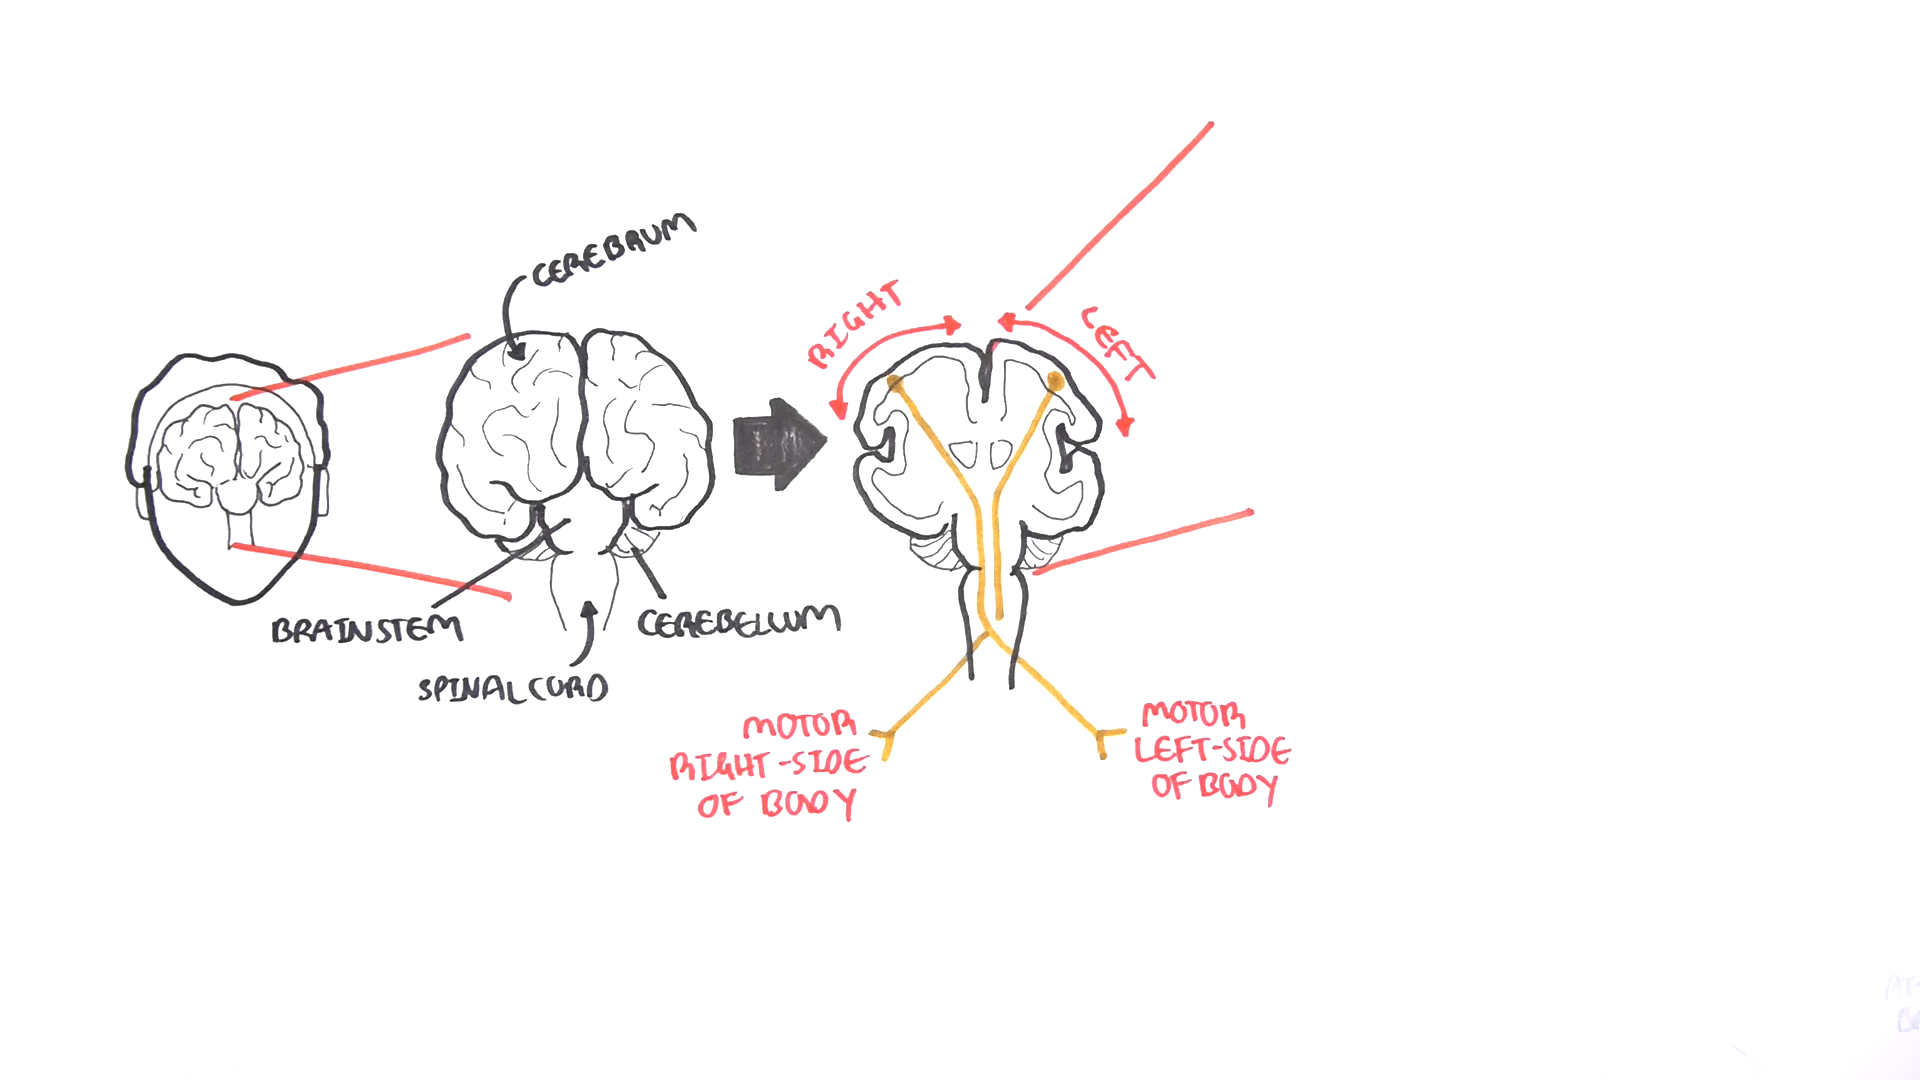 CEREBRUM
BRAINSTEM
SPINAL CORD
CEREBELLUM
RIGHT
LEFT
MOTOR
RIGHT-SIDE
OF BODY
MOTOR
LEFT-SIDE
OF BODY